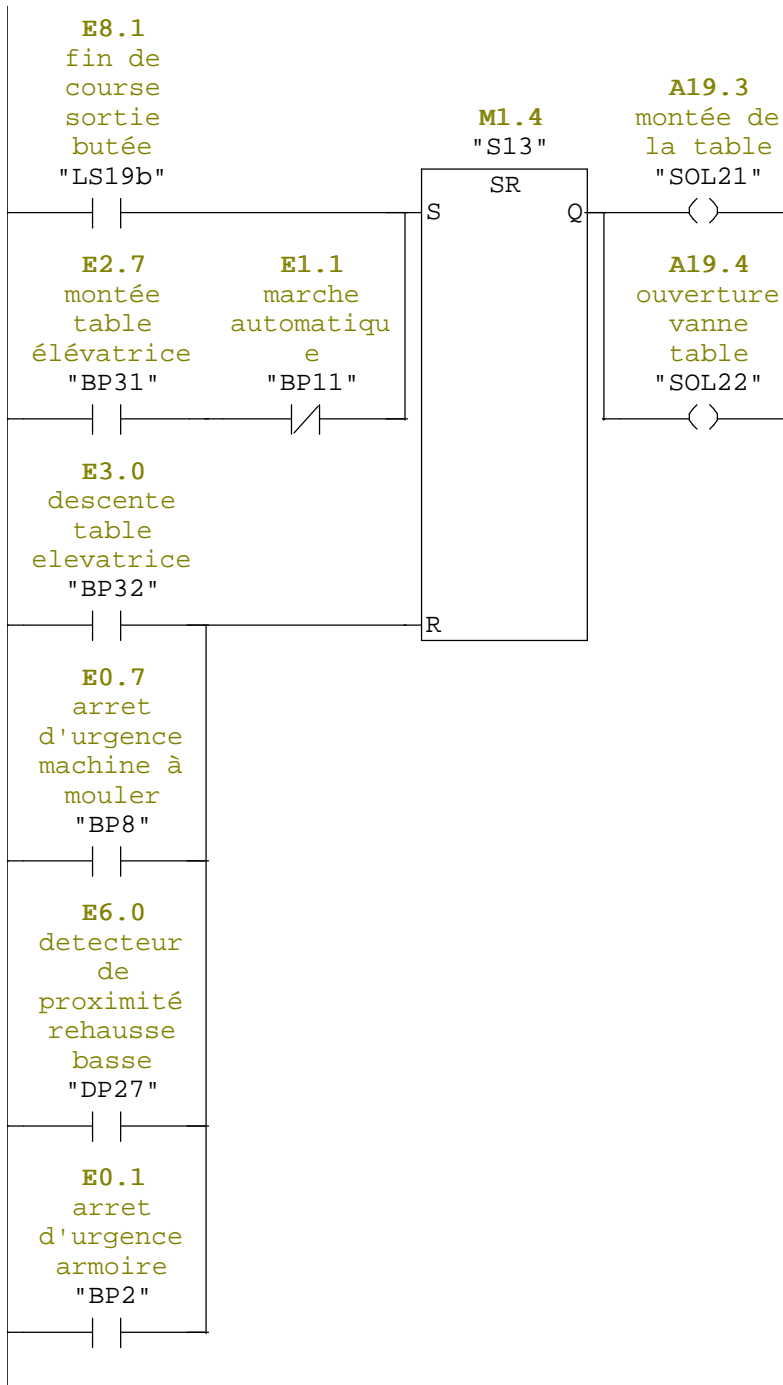 E8.1
fin de
course
sortie
butée
"LS19b"
M1.4
"S13"
SR
S
Q
R
A19.3
montée de
la table
"SOL21"
E2.7
montée
table
élévatrice
"BP31"
E1.1
marche
automatiqu
e
"BP11"
A19.4
ouverture
vanne
table
"SOL22"
E3.0
descente
table
elevatrice
"BP32"
E0.7
arret
d'urgence
machine à
mouler
"BP8"
E6.0
detecteur
de
proximité
rehausse
basse
"DP27"
E0.1
arret
d'urgence
armoire
"BP2"